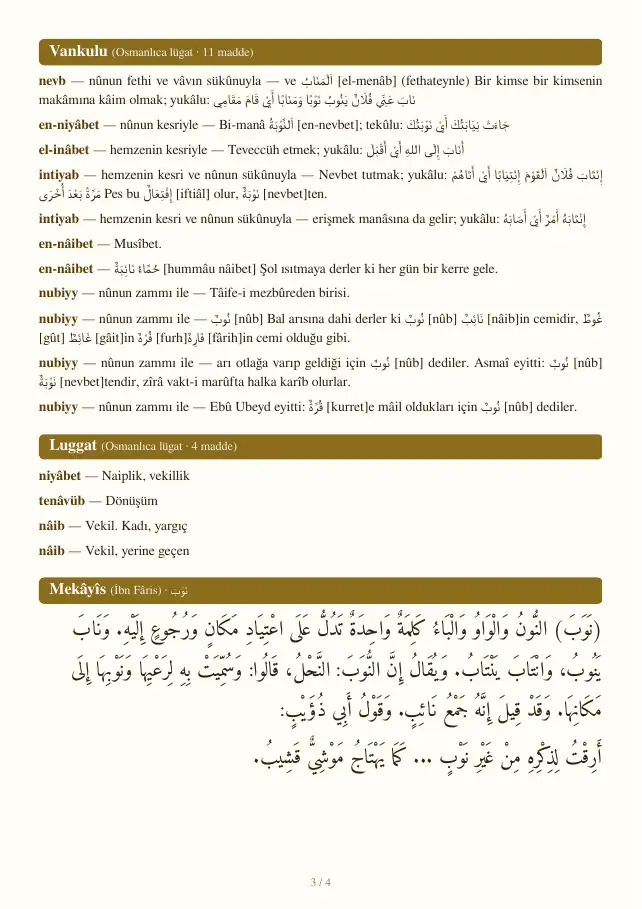 Vankulu (Osmanlıca lügat · 11 madde)
nevb — nûnun fethi ve vâvın sükûnuyla — ve اَلْمَنَابُ [el-menâb] (fethateynle) Bir kimse bir kimsenin
makâmına kâim olmak; yukâlu: نَابَ عَنِّي فُلَانٌ يَنُوبُ نَوْبًا وَمَنَابًا أَيْ قَامَ مَقَامِي
en-niyâbet — nûnun kesriyle — Bi-manâ اَلنَّوْبَةُ [en-nevbet]; tekûlu: جَاءَتْ نِيَابَتُكَ أَيْ نَوْبَتُكَ
el-inâbet — hemzenin kesriyle — Teveccüh etmek; yukâlu: أَنَابَ إِلَى اللهِ أَيْ أَقْبَلَ
intiyab — hemzenin kesri ve nûnun sükûnuyla — Nevbet tutmak; yukâlu: إِنْتَابَ فُلَانٌ اَلْقَوْمَ إِنْتِيَابًا أَيْ أَتَاهُمْ
مَرَّةً بَعْدَ أُخْرَى Pes bu إِفْتِعَالٌ [iftiâl] olur, نَوْبَةٌ [nevbet]ten.
intiyab — hemzenin kesri ve nûnun sükûnuyla — erişmek manâsına da gelir; yukâlu: إِنْتَابَهُ أَمْرٌ أَيْ أَصَابَهُ
en-nâibet — Musîbet.
en-nâibet — حُمَّاءُ نَائِبَةٌ [hummâu nâibet] Şol ısıtmaya derler ki her gün bir kerre gele.
nubiyy — nûnun zammı ile — Tâife-i mezbûreden birisi.
nubiyy — nûnun zammı ile — نُوبٌ [nûb] Bal arısına dahi derler ki نُوبٌ [nûb] نَائِبٌ [nâib]in cemidir, غُوطٌ
[gût] غَائِطٌ [gâit]in فُرْهٌ [furh] فَارِهٌ [fârih]in cemi olduğu gibi.
nubiyy — nûnun zammı ile — arı otlağa varıp geldiği için نُوبٌ [nûb] dediler. Asmaî eyitti: نُوبٌ [nûb]
نَوْبَةٌ [nevbet]tendir, zîrâ vakt-i marûfta halka karîb olurlar.
nubiyy — nûnun zammı ile — Ebû Ubeyd eyitti: قُرَّةٌ [kurret]e mâil oldukları için نُوبٌ [nûb] dediler.
Luggat (Osmanlıca lügat · 4 madde)
niyâbet — Naiplik, vekillik
tenâvüb — Dönüşüm
nâib — Vekil. Kadı, yargıç
nâib — Vekil, yerine geçen
Mekâyîs (İbn Fâris) · نوب
(نَوَبَ) النُّونُ وَالْوَاوُ وَالْبَاءُ كَلِمَةٌ وَاحِدَةٌ تَدُلُّ عَلَى اعْتِيَادِ مَكَانٍ وَرُجُوعٍ إِلَيْهِ. وَنَابَ
يَنُوبُ، وَانْتَابَ يَنْتَابُ. وَيُقَالُ إِنَّ النُّوَبَ: النَّحْلُ، قَالُوا: وَسُمِّيَتْ بِهِ لِرَعْيِهَا وَنَوْبِهَا إِلَى
مَكَانِهَا. وَقَدْ قِيلَ إِنَّهُ جَمْعُ نَائِبٍ. وَقَوْلُ أَبِي ذُؤَيْبٍ:
أَرِقْتُ لِذِكْرِهِ مِنْ غَيْرِ نَوْبٍ ... كَمَا يَهْتَاجُ مَوْشِيٌّ قَشِيبُ.
3 / 4